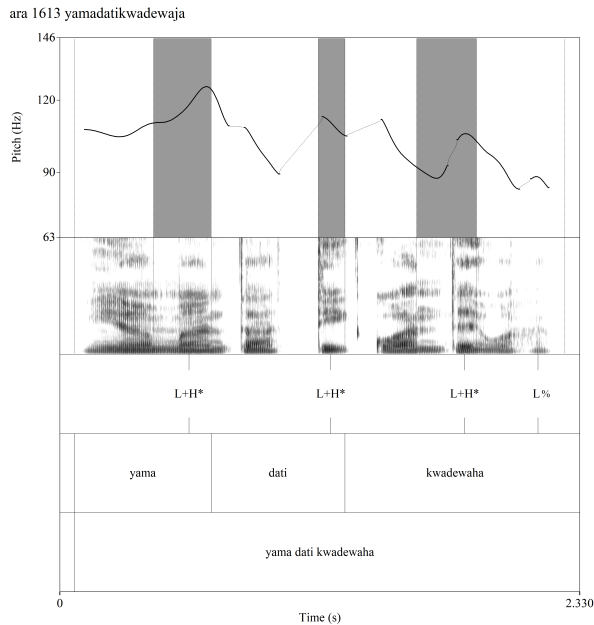 ara 1613 yamadatikwadewaja
146
120
90
63
Pitch (Hz)
L+H* L+H* L+H* L%
yama dati kwadewaha
yama dati kwadewaha
0 2.330
Time (s)